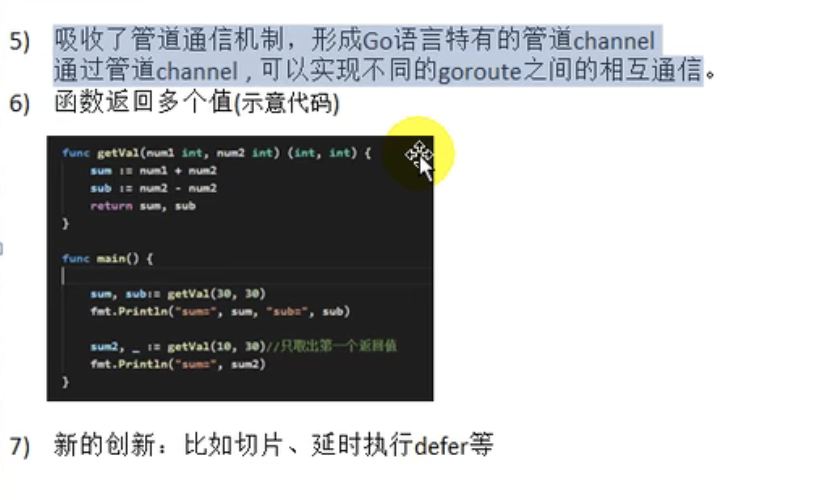 5) 吸收了管道通信机制，形成Go语言特有的管道channel
通过管道channel , 可以实现不同的goroute之间的相互通信。
6) 函数返回多个值(示意代码)
func getVal(num1 int, num2 int) (int, int) {
sum := num1 + num2
sub := num2 - num2
return sum, sub
}
func main() {
sum, sub:= getVal(30, 30)
fmt.Println("sum=", sum, "sub=", sub)
sum2, _ := getVal(10, 30)//只取出第一个返回值
fmt.Println("sum=", sum2)
}
7) 新的创新：比如切片、延时执行defer等